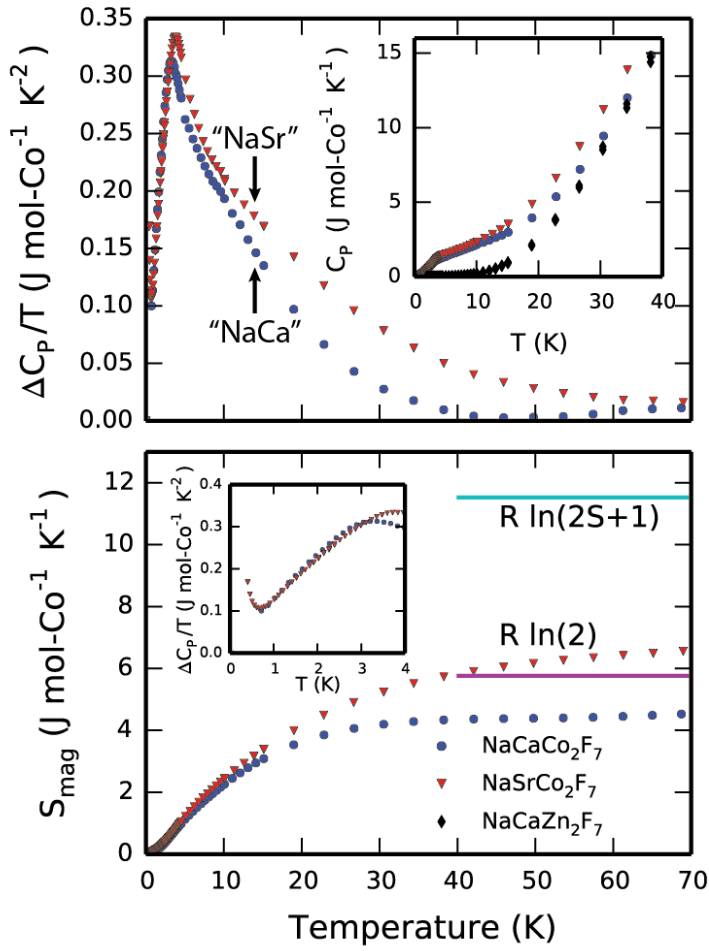 0.35
0.30
0.25
0.20
0.15
0.10
0.05
0.00
ΔCₚ/T (J mol-Co⁻¹ K⁻²)
"NaSr"
"NaCa"
15
10
5
0
Cₚ (J mol-Co⁻¹ K⁻¹)
0 10 20 30 40
T (K)
12
10
8
6
4
2
0
S_mag (J mol-Co⁻¹ K⁻¹)
0.4
0.3
0.2
0.1
0.0
ΔCₚ/T (J mol-Co⁻¹ K⁻²)
0 1 2 3 4
T (K)
R ln(2S+1)
R ln(2)
NaCaCo₂F₇
NaSrCo₂F₇
NaCaZn₂F₇
0 10 20 30 40 50 60 70
Temperature (K)